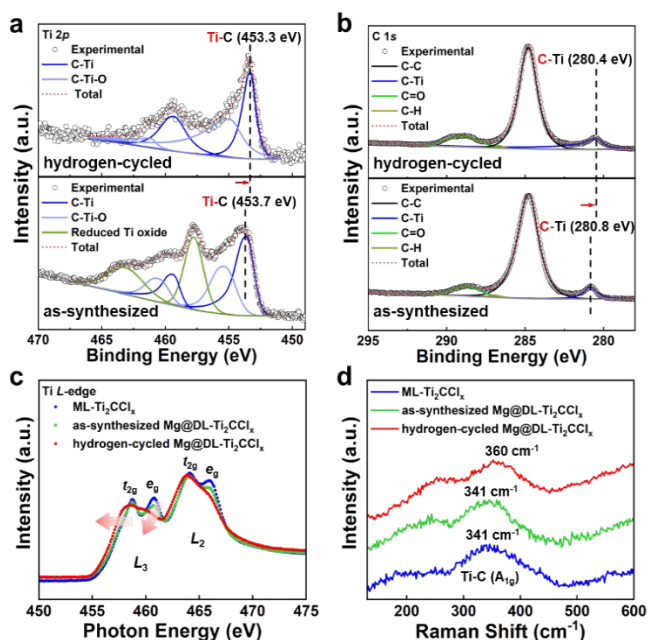 a
Ti 2p
Experimental
C-Ti
C-Ti-O
Total
Ti-C (453.3 eV)
hydrogen-cycled
Experimental
C-Ti
C-Ti-O
Reduced Ti oxide
Total
Ti-C (453.7 eV)
as-synthesized
470 465 460 455 450
Binding Energy (eV)
Intensity (a.u.)
b
C 1s
Experimental
C-C
C-Ti
C=O
C-H
Total
C-Ti (280.4 eV)
hydrogen-cycled
Experimental
C-C
C-Ti
C=O
C-H
Total
C-Ti (280.8 eV)
as-synthesized
295 290 285 280
Binding Energy (eV)
Intensity (a.u.)
c
Ti L-edge
ML-Ti₂CClₓ
as-synthesized Mg@DL-Ti₂CClₓ
hydrogen-cycled Mg@DL-Ti₂CClₓ
t₂g eg t₂g eg
L₃ L₂
450 455 460 465 470 475
Photon Energy (eV)
Intensity (a.u.)
d
ML-Ti₂CClₓ
as-synthesized Mg@DL-Ti₂CClₓ
hydrogen-cycled Mg@DL-Ti₂CClₓ
360 cm⁻¹
341 cm⁻¹
341 cm⁻¹
Ti-C (A₁g)
200 300 400 500 600
Raman Shift (cm⁻¹)
Intensity (a.u.)